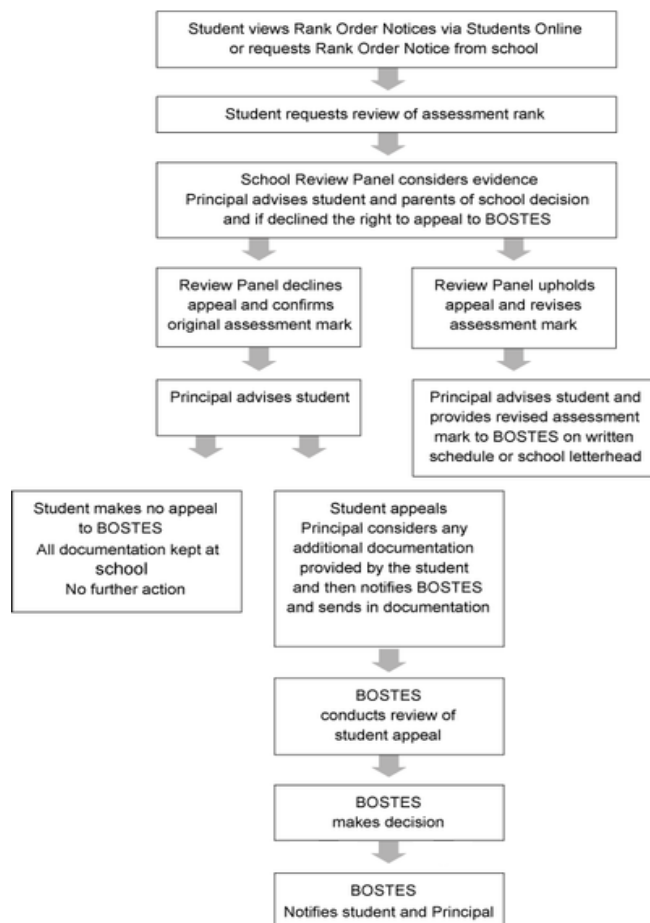 Student views Rank Order Notices via Students Online
or requests Rank Order Notice from school
Student requests review of assessment rank
School Review Panel considers evidence
Principal advises student and parents of school decision
and if declined the right to appeal to BOSTES
Review Panel declines
appeal and confirms
original assessment mark
Review Panel upholds
appeal and revises
assessment mark
Principal advises student
Principal advises student and
provides revised assessment
mark to BOSTES on written
schedule or school letterhead
Student makes no appeal
to BOSTES
All documentation kept at
school
No further action
Student appeals
Principal considers any
additional documentation
provided by the student
and then notifies BOSTES
and sends in documentation
BOSTES
conducts review of
student appeal
BOSTES
makes decision
BOSTES
Notifies student and Principal